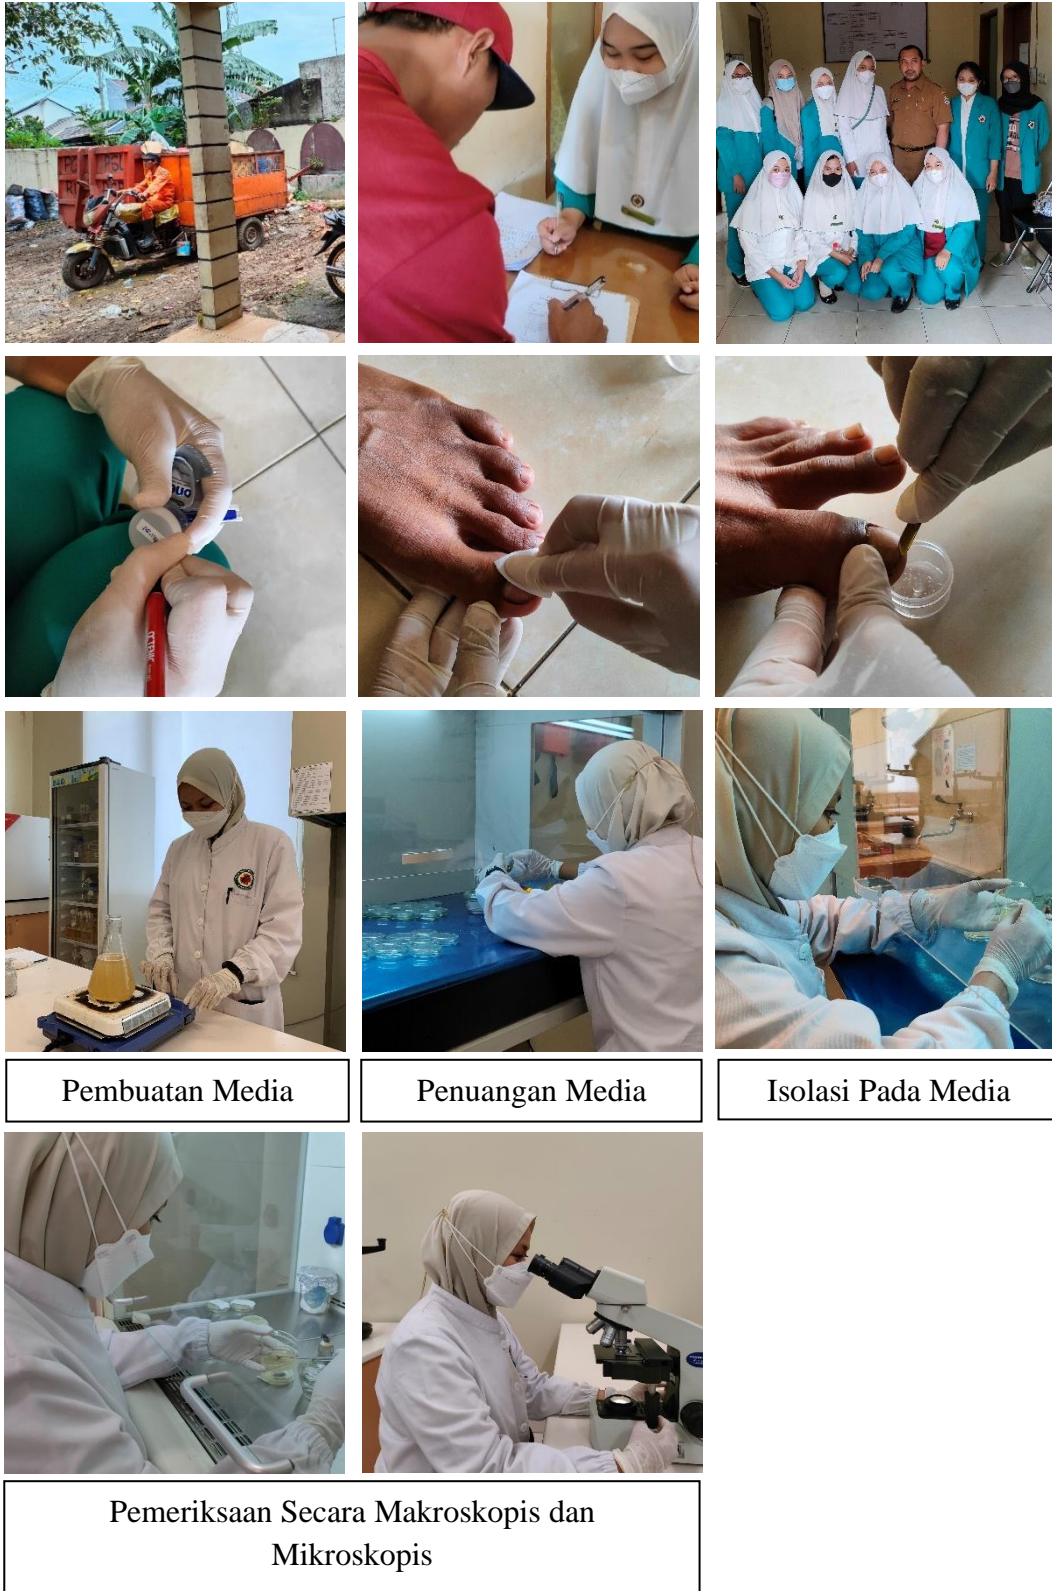 Pembuatan Media
Penuangan Media
Isolasi Pada Media
Pemeriksaan Secara Makroskopis dan
Mikroskopis